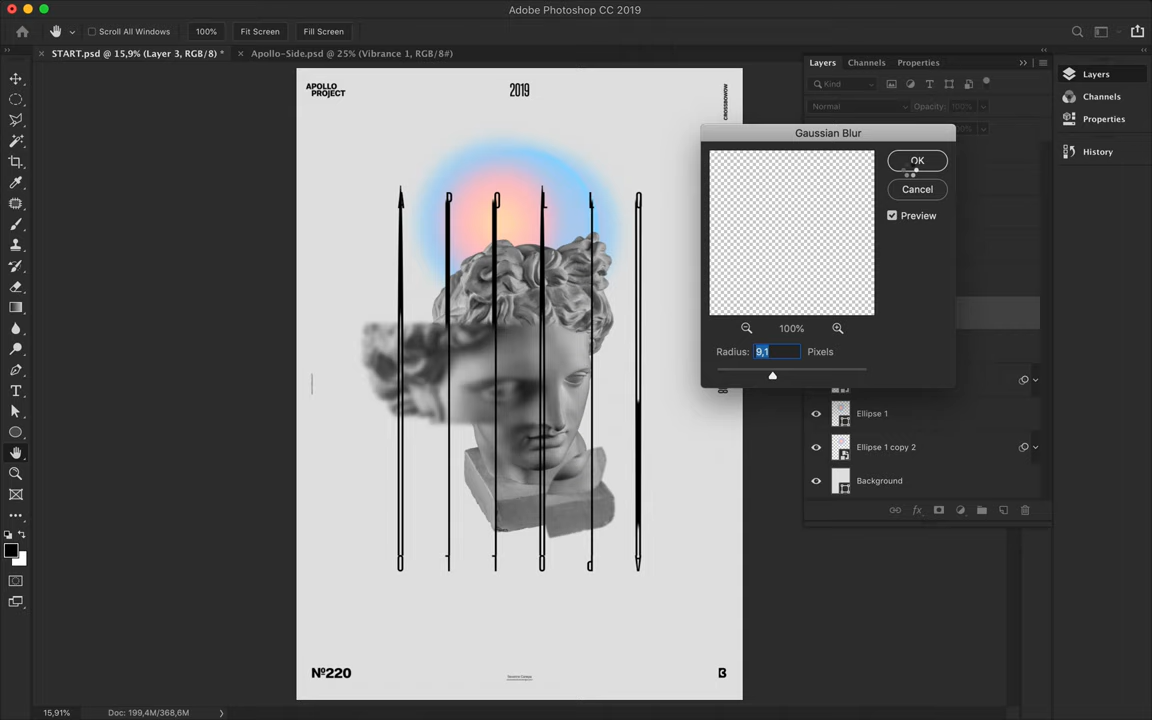 Adobe Photoshop CC 2019
Scroll All Windows
100%
Fit Screen
Fill Screen
START.psd @ 15,9% (Layer 3, RGB/8) *
Apollo-Side.psd @ 25% (Vibrance 1, RGB/8#)
Layers
Channels
Properties
Kind
Normal
Opacity: 100%
Layers
Channels
Properties
History
APOLLO
PROJECT
2019
CROSSBOWOW
Gaussian Blur
OK
Cancel
Preview
100%
Radius: 9,1 Pixels
Ellipse 1
Ellipse 1 copy 2
Background
Nº220
B
15,91%
Doc: 199,4M/368,6M